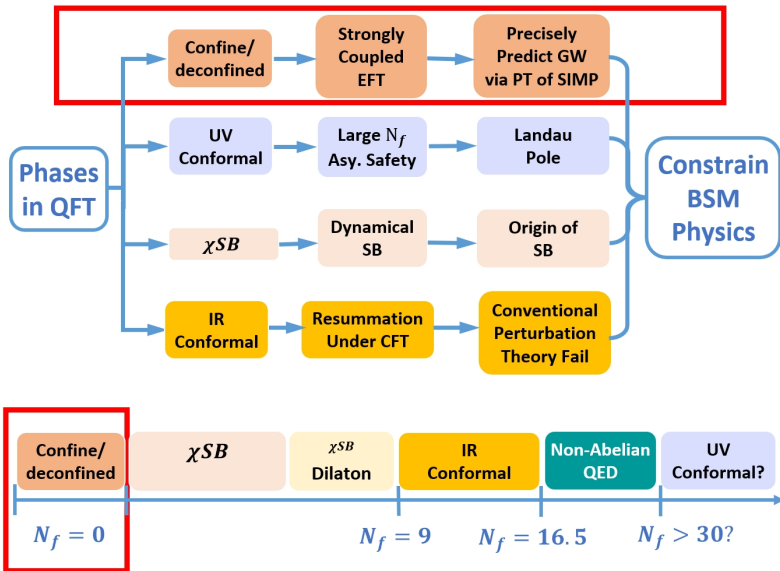 Phases
in QFT
Confine/
deconfined
Strongly
Coupled
EFT
Precisely
Predict GW
via PT of SIMP
UV
Conformal
Large N_f
Asy. Safety
Landau
Pole
χSB
Dynamical
SB
Origin of
SB
IR
Conformal
Resummation
Under CFT
Conventional
Perturbation
Theory Fail
Constrain
BSM
Physics
Confine/
deconfined
χSB
χSB
Dilaton
IR
Conformal
Non-Abelian
QED
UV
Conformal?
N_f = 0
N_f = 9
N_f = 16.5
N_f > 30?